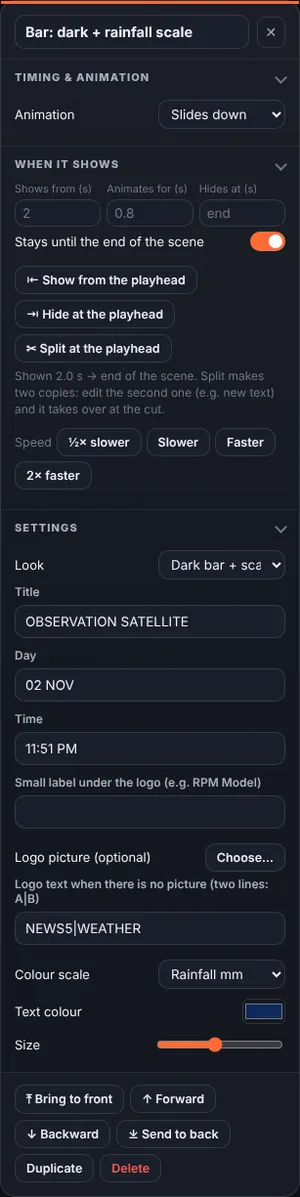 Bar: dark + rainfall scale ✕
TIMING & ANIMATION
Animation Slides down
WHEN IT SHOWS
Shows from (s) Animates for (s) Hides at (s)
2 0.8 end
Stays until the end of the scene
⇤ Show from the playhead
⇥ Hide at the playhead
✂ Split at the playhead
Shown 2.0 s → end of the scene. Split makes
two copies: edit the second one (e.g. new text)
and it takes over at the cut.
Speed ½× slower Slower Faster
2× faster
SETTINGS
Look Dark bar + sca
Title
OBSERVATION SATELLITE
Day
02 NOV
Time
11:51 PM
Small label under the logo (e.g. RPM Model)
Logo picture (optional) Choose...
Logo text when there is no picture (two lines:
A|B)
NEWS5|WEATHER
Colour scale Rainfall mm
Text colour
Size
⤒ Bring to front ↑ Forward
↓ Backward ⤓ Send to back
Duplicate Delete